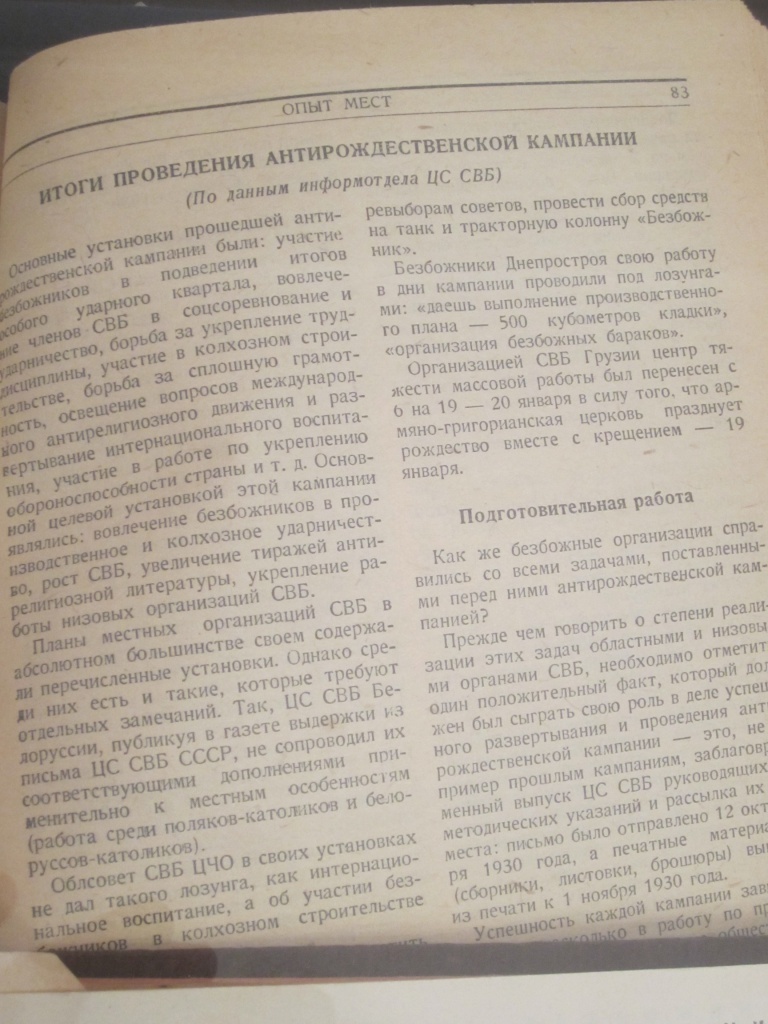 ОПЫТ МЕСТ
83
ИТОГИ ПРОВЕДЕНИЯ АНТИРОЖДЕСТВЕНСКОЙ КАМПАНИИ
(По данным информотдела ЦС СВБ)
Основные установки прошедшей анти-
рождественской кампании были: участие
безбожников в подведении итогов
особого ударного квартала, вовлече-
ние членов СВБ в соцсоревнование и
ударничество, борьба за укрепление труд-
дисциплины, участие в колхозном строи-
тельстве, борьба за сплошную грамот-
ность, освещение вопросов международ-
ного антирелигиозного движения и раз-
вертывание интернационального воспита-
ния, участие в работе по укреплению
обороноспособности страны и т. д. Основ-
ной целевой установкой этой кампании
являлись: вовлечение безбожников в про-
изводственное и колхозное ударничест-
во, рост СВБ, увеличение тиражей анти-
религиозной литературы, укрепление ра-
боты низовых организаций СВБ.
Планы местных организаций СВБ в
абсолютном большинстве своем содержа-
ли перечисленные установки. Однако сре-
ди них есть и такие, которые требуют
отдельных замечаний. Так, ЦС СВБ Бе-
лоруссии, публикуя в газете выдержки из
письма ЦС СВБ СССР, не сопроводил их
соответствующими дополнениями при-
менительно к местным особенностям
(работа среди поляков-католиков и бело-
руссов-католиков).
Облсовет СВБ ЦЧО в своих установках
не дал такого лозунга, как интернацио-
нальное воспитание, а об участии без-
божников в колхозном строительстве
ревыборам советов, провести сбор средств
на танк и тракторную колонну «Безбож-
ник».
Безбожники Днепростроя свою работу
в дни кампании проводили под лозунга-
ми: «даешь выполнение производственно-
го плана — 500 кубометров кладки»,
«организация безбожных бараков».
Организацией СВБ Грузии центр тя-
жести массовой работы был перенесен с
6 на 19 — 20 января в силу того, что ар-
мяно-григорианская церковь празднует
рождество вместе с крещением — 19
января.
Подготовительная работа
Как же безбожные организации спра-
вились со всеми задачами, поставленны-
ми перед ними антирождественской кам-
панией?
Прежде чем говорить о степени реали-
зации этих задач областными и низовы-
ми органами СВБ, необходимо отметит
один положительный факт, который дол
жен был сыграть свою роль в деле успеш
ного развертывания и проведения анти
рождественской кампании — это, не
пример прошлым кампаниям, заблаговр
менный выпуск ЦС СВБ руководящих
методических указаний и рассылка их
места: письмо было отправлено 12 окт
ря 1930 года, а печатные материа
(сборники, листовки, брошюры) вы
из печати к 1 ноября 1930 года.
Успешность каждой кампании зави
в работу по пр